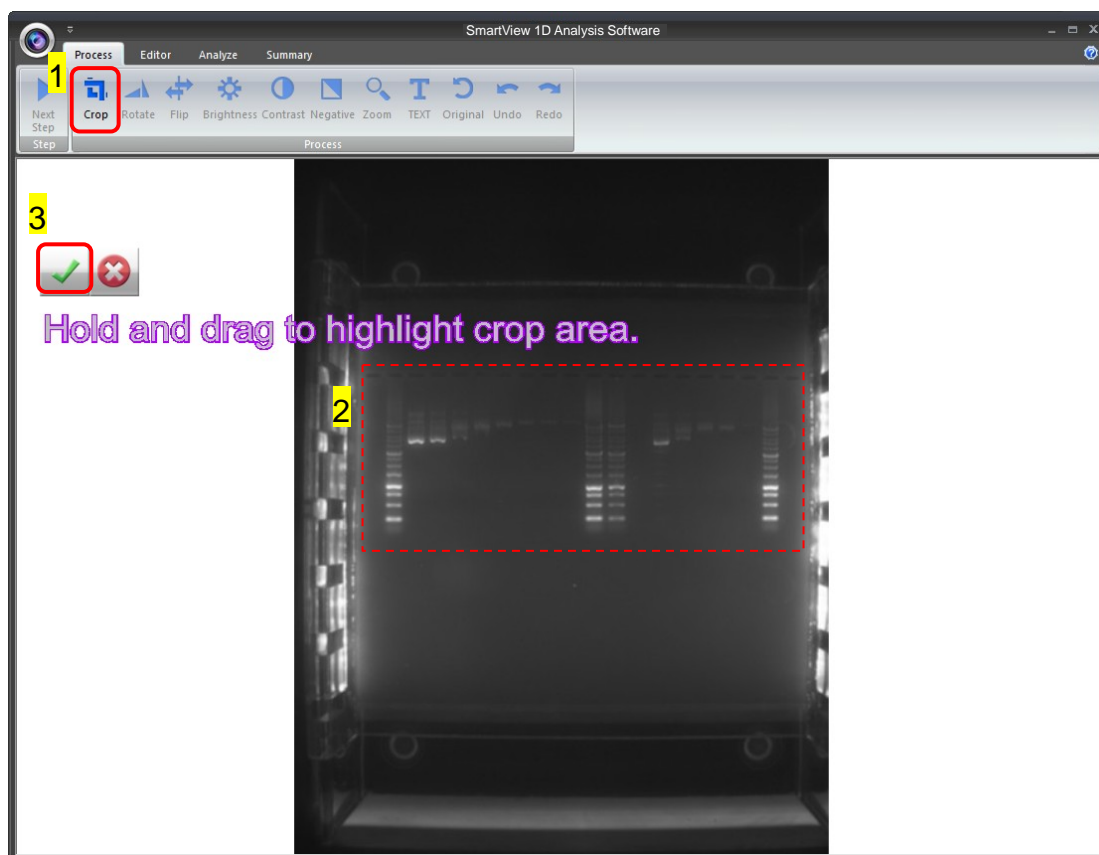 SmartView 1D Analysis Software
Process Editor Analyze Summary
1
Next Step
Crop Rotate Flip Brightness Contrast Negative Zoom TEXT Original Undo Redo
Step Process
3
Hold and drag to highlight crop area.
2